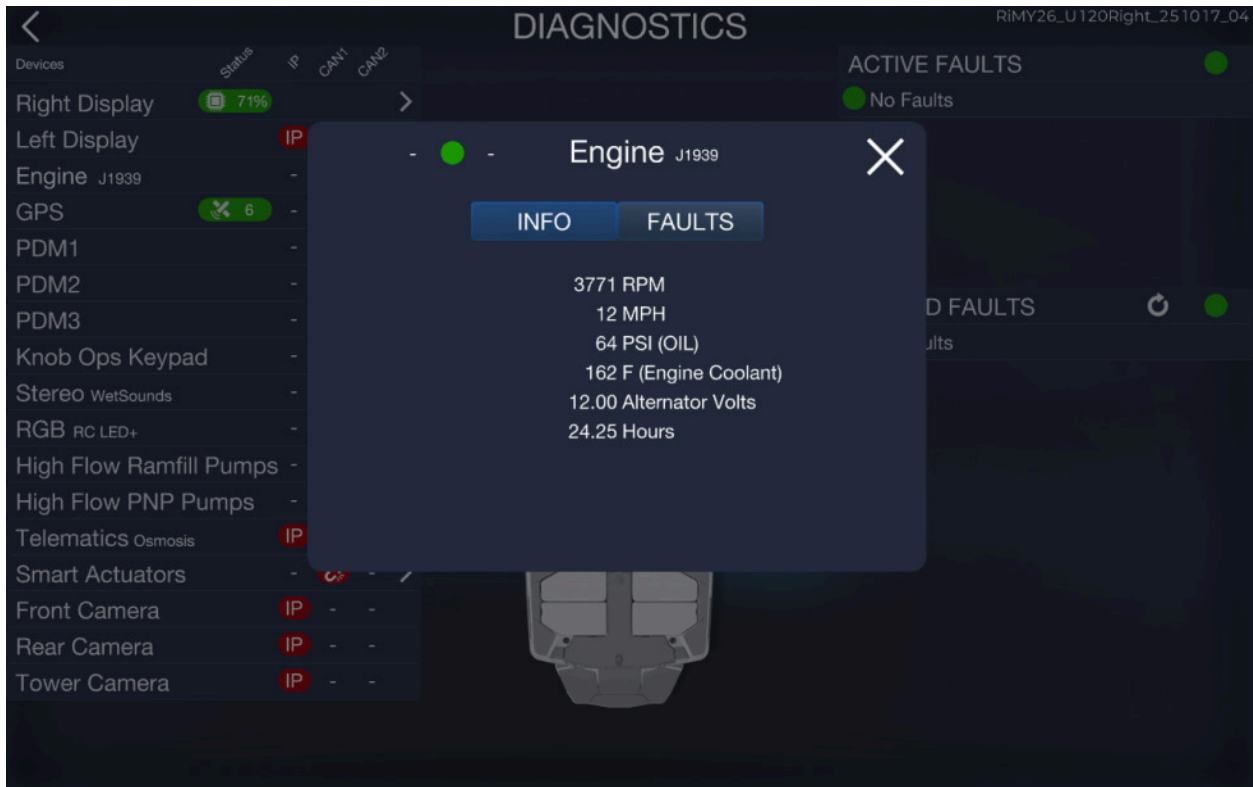 DIAGNOSTICS
RiMY26_U120Right_251017_04
Devices Status IP CAN1 CAN2
Right Display 71%
Left Display IP
Engine J1939 -
GPS 6 -
PDM1 -
PDM2 -
PDM3 -
Knob Ops Keypad -
Stereo WetSounds -
RGB RC LED+ -
High Flow Ramfill Pumps -
High Flow PNP Pumps -
Telematics Osmosis IP
Smart Actuators - -
Front Camera IP - -
Rear Camera IP - -
Tower Camera IP - -
- - Engine J1939
INFO FAULTS
3771 RPM
12 MPH
64 PSI (OIL)
162 F (Engine Coolant)
12.00 Alternator Volts
24.25 Hours
ACTIVE FAULTS
No Faults
D FAULTS
ults